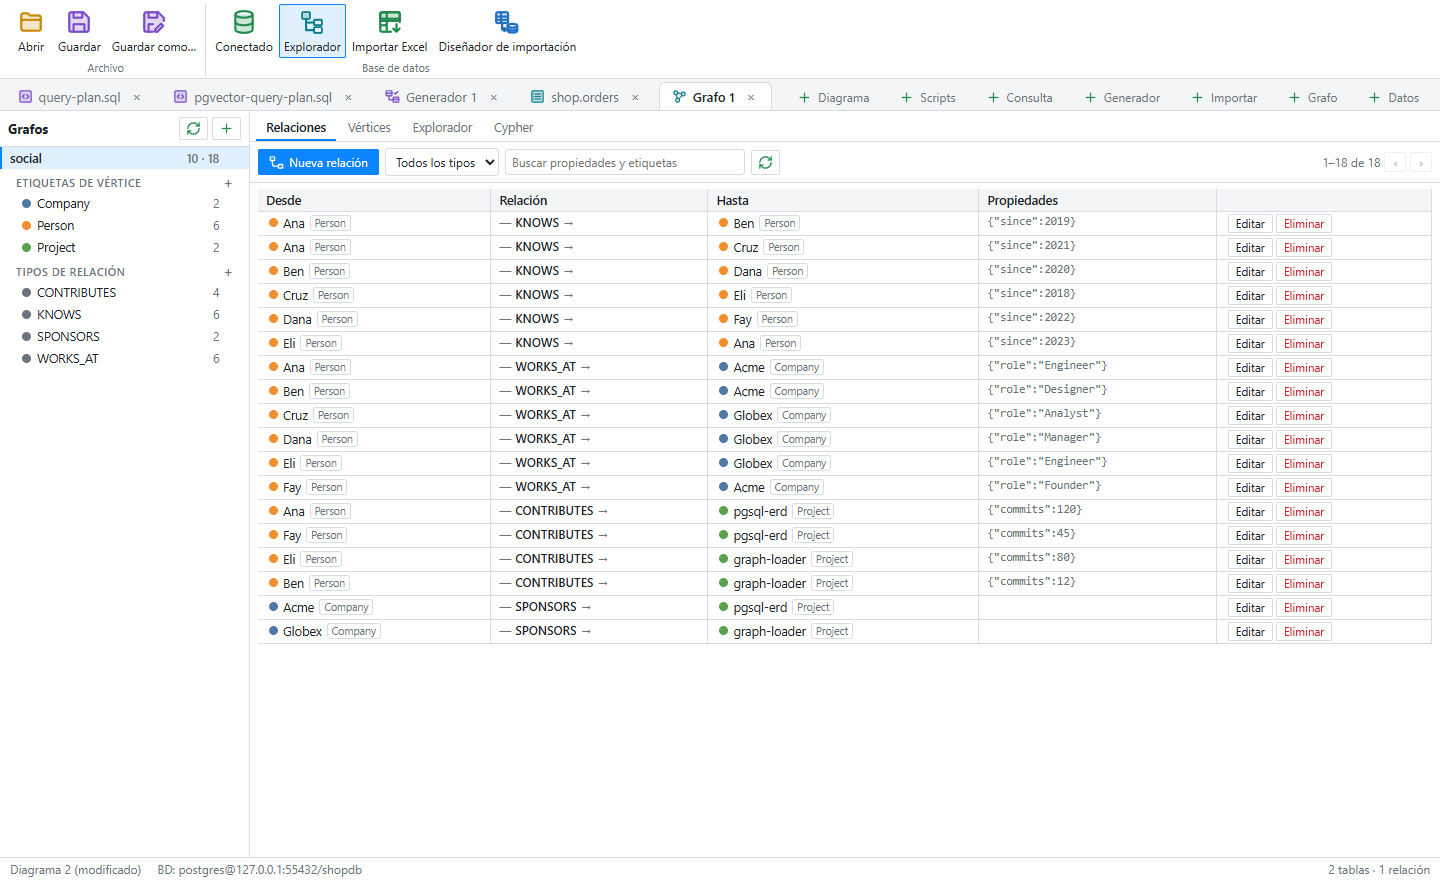 Abrir Guardar Guardar como... Conectado Explorador Importar Excel Diseñador de importación
Archivo Base de datos
query-plan.sql × pgvector-query-plan.sql × Generador 1 × shop.orders × Grafo 1 × + Diagrama + Scripts + Consulta + Generador + Importar + Grafo + Datos
Grafos
+
social 10 · 18
ETIQUETAS DE VÉRTICE +
Company 2
Person 6
Project 2
TIPOS DE RELACIÓN +
CONTRIBUTES 4
KNOWS 6
SPONSORS 2
WORKS_AT 6
Relaciones Vértices Explorador Cypher
Nueva relación Todos los tipos Buscar propiedades y etiquetas 1–18 de 18 ‹ ›
Desde Relación Hasta Propiedades
Ana Person — KNOWS → Ben Person {"since":2019} Editar Eliminar
Ana Person — KNOWS → Cruz Person {"since":2021} Editar Eliminar
Ben Person — KNOWS → Dana Person {"since":2020} Editar Eliminar
Cruz Person — KNOWS → Eli Person {"since":2018} Editar Eliminar
Dana Person — KNOWS → Fay Person {"since":2022} Editar Eliminar
Eli Person — KNOWS → Ana Person {"since":2023} Editar Eliminar
Ana Person — WORKS_AT → Acme Company {"role":"Engineer"} Editar Eliminar
Ben Person — WORKS_AT → Acme Company {"role":"Designer"} Editar Eliminar
Cruz Person — WORKS_AT → Globex Company {"role":"Analyst"} Editar Eliminar
Dana Person — WORKS_AT → Globex Company {"role":"Manager"} Editar Eliminar
Eli Person — WORKS_AT → Globex Company {"role":"Engineer"} Editar Eliminar
Fay Person — WORKS_AT → Acme Company {"role":"Founder"} Editar Eliminar
Ana Person — CONTRIBUTES → pgsql-erd Project {"commits":120} Editar Eliminar
Fay Person — CONTRIBUTES → pgsql-erd Project {"commits":45} Editar Eliminar
Eli Person — CONTRIBUTES → graph-loader Project {"commits":80} Editar Eliminar
Ben Person — CONTRIBUTES → graph-loader Project {"commits":12} Editar Eliminar
Acme Company — SPONSORS → pgsql-erd Project Editar Eliminar
Globex Company — SPONSORS → graph-loader Project Editar Eliminar
Diagrama 2 (modificado) BD: postgres@127.0.0.1:55432/shopdb 2 tablas · 1 relación